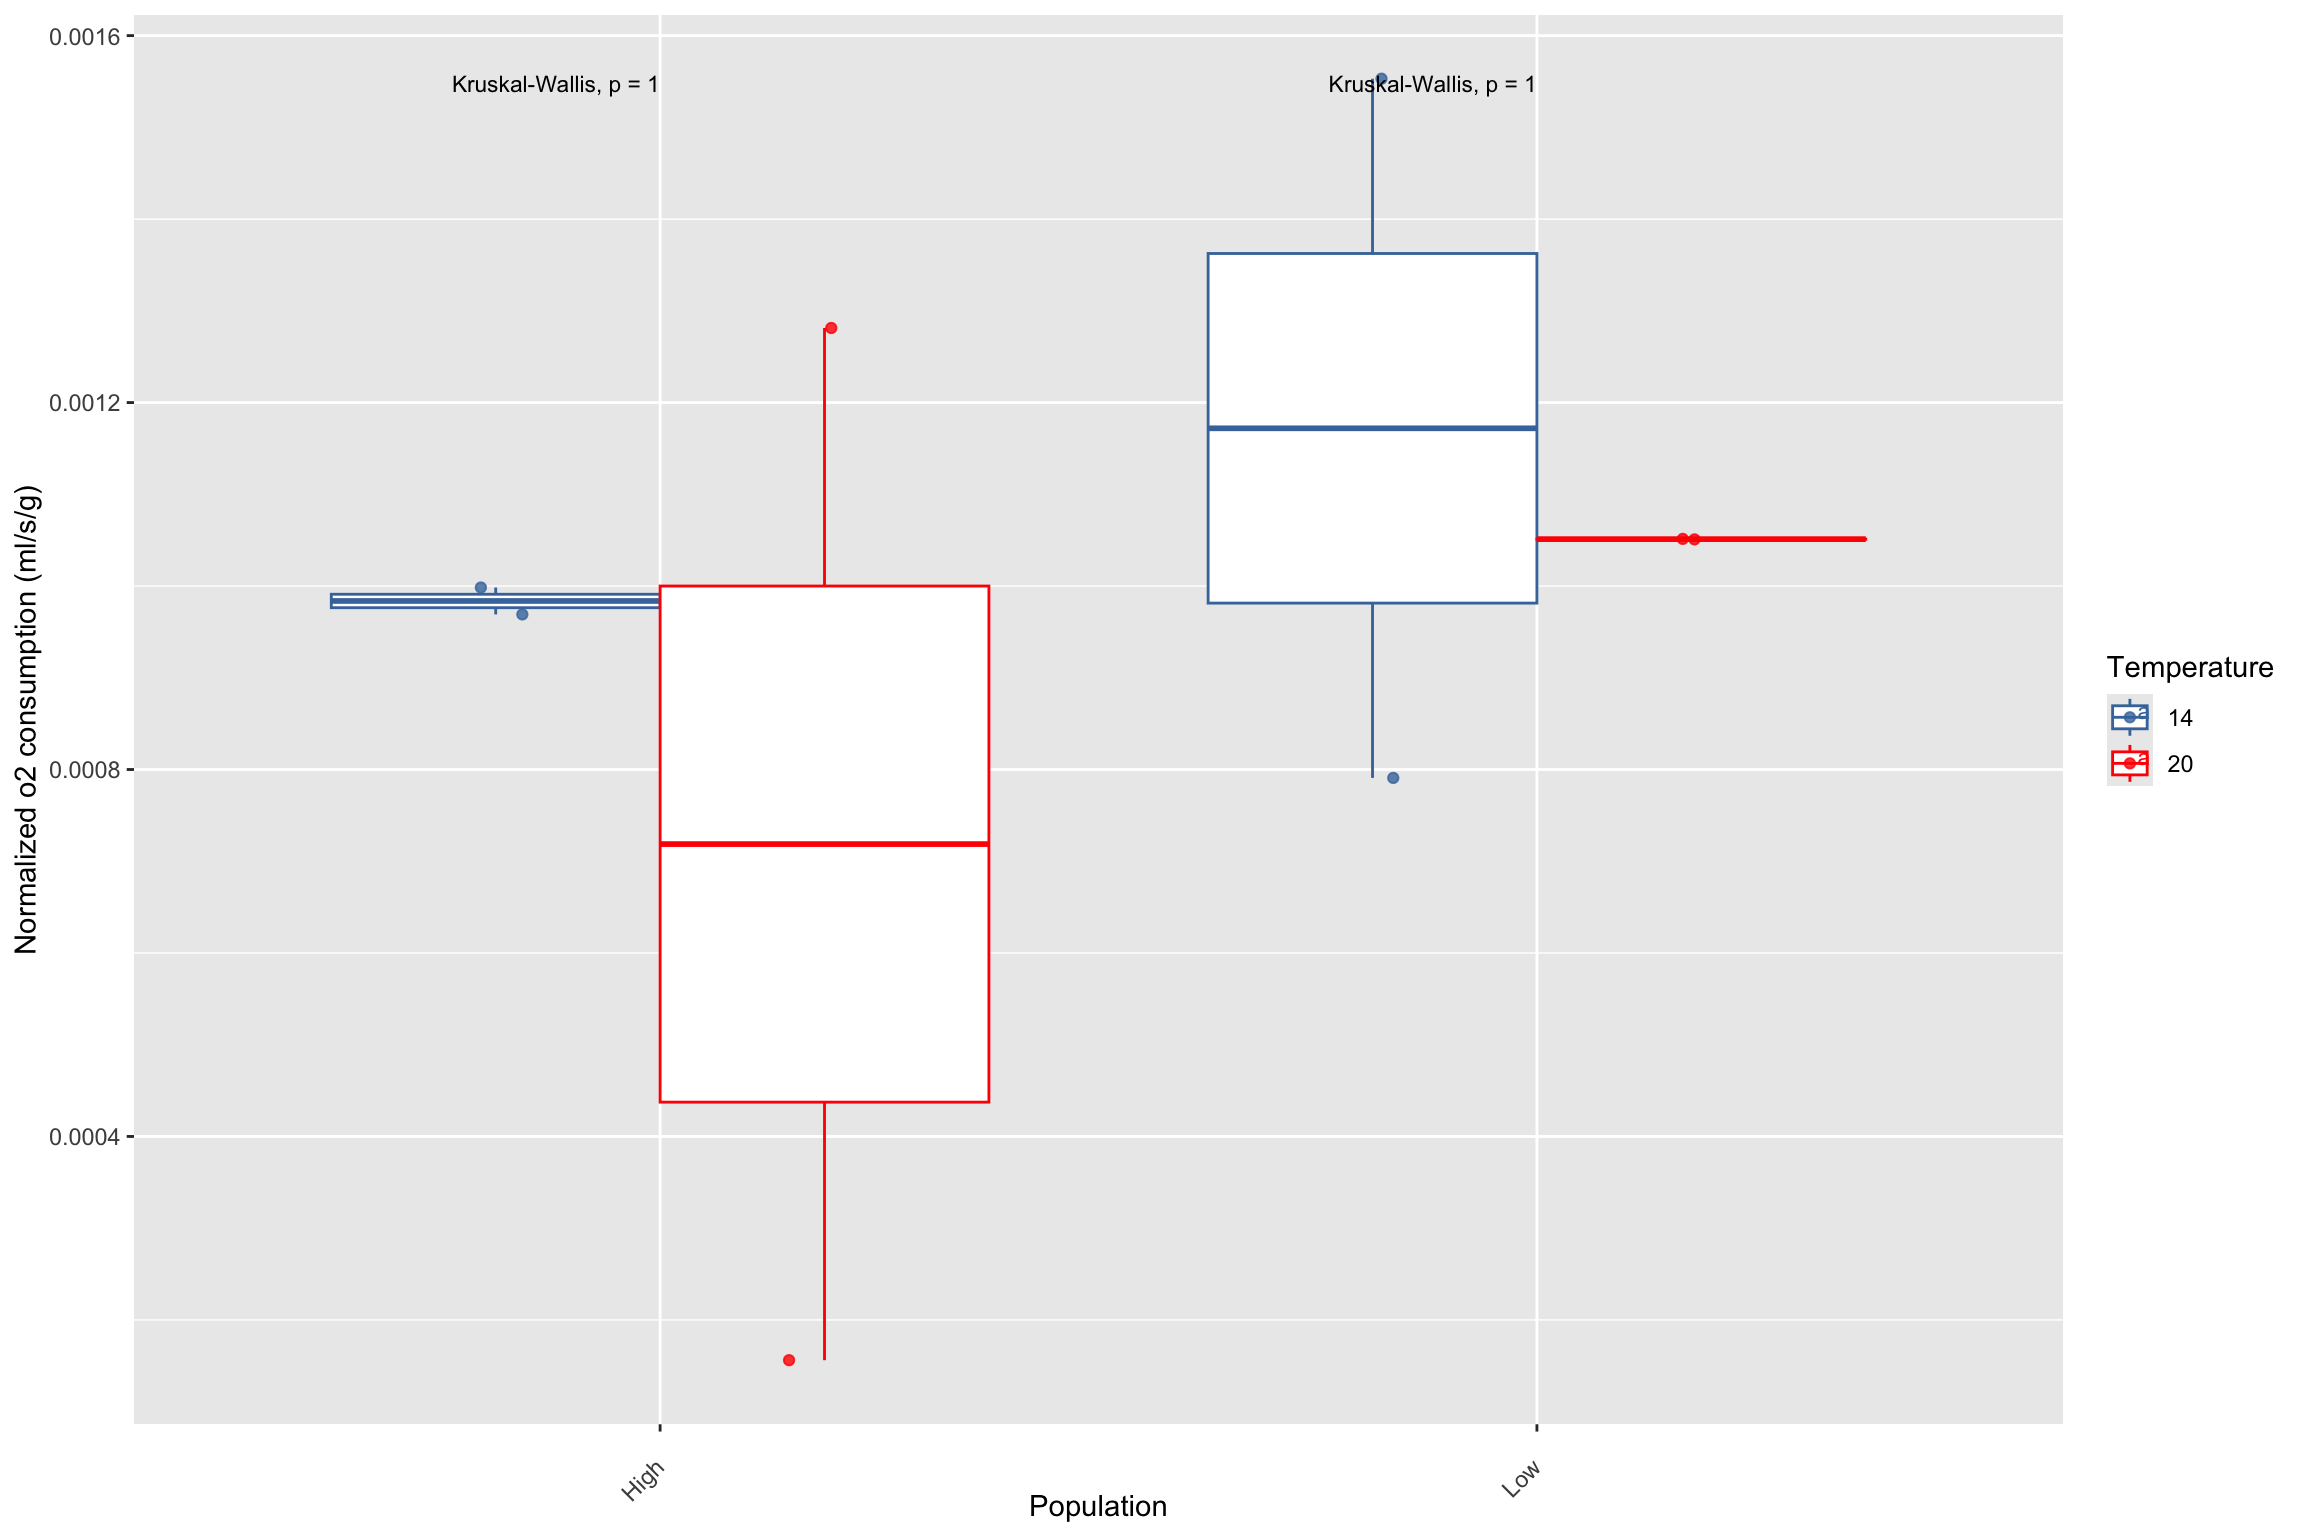 0.0016
0.0012
0.0008
0.0004
Normalized o2 consumption (ml/s/g)
Kruskal-Wallis, p = 1
Kruskal-Wallis, p = 1
High
Low
Population
Temperature
a 14
a 20